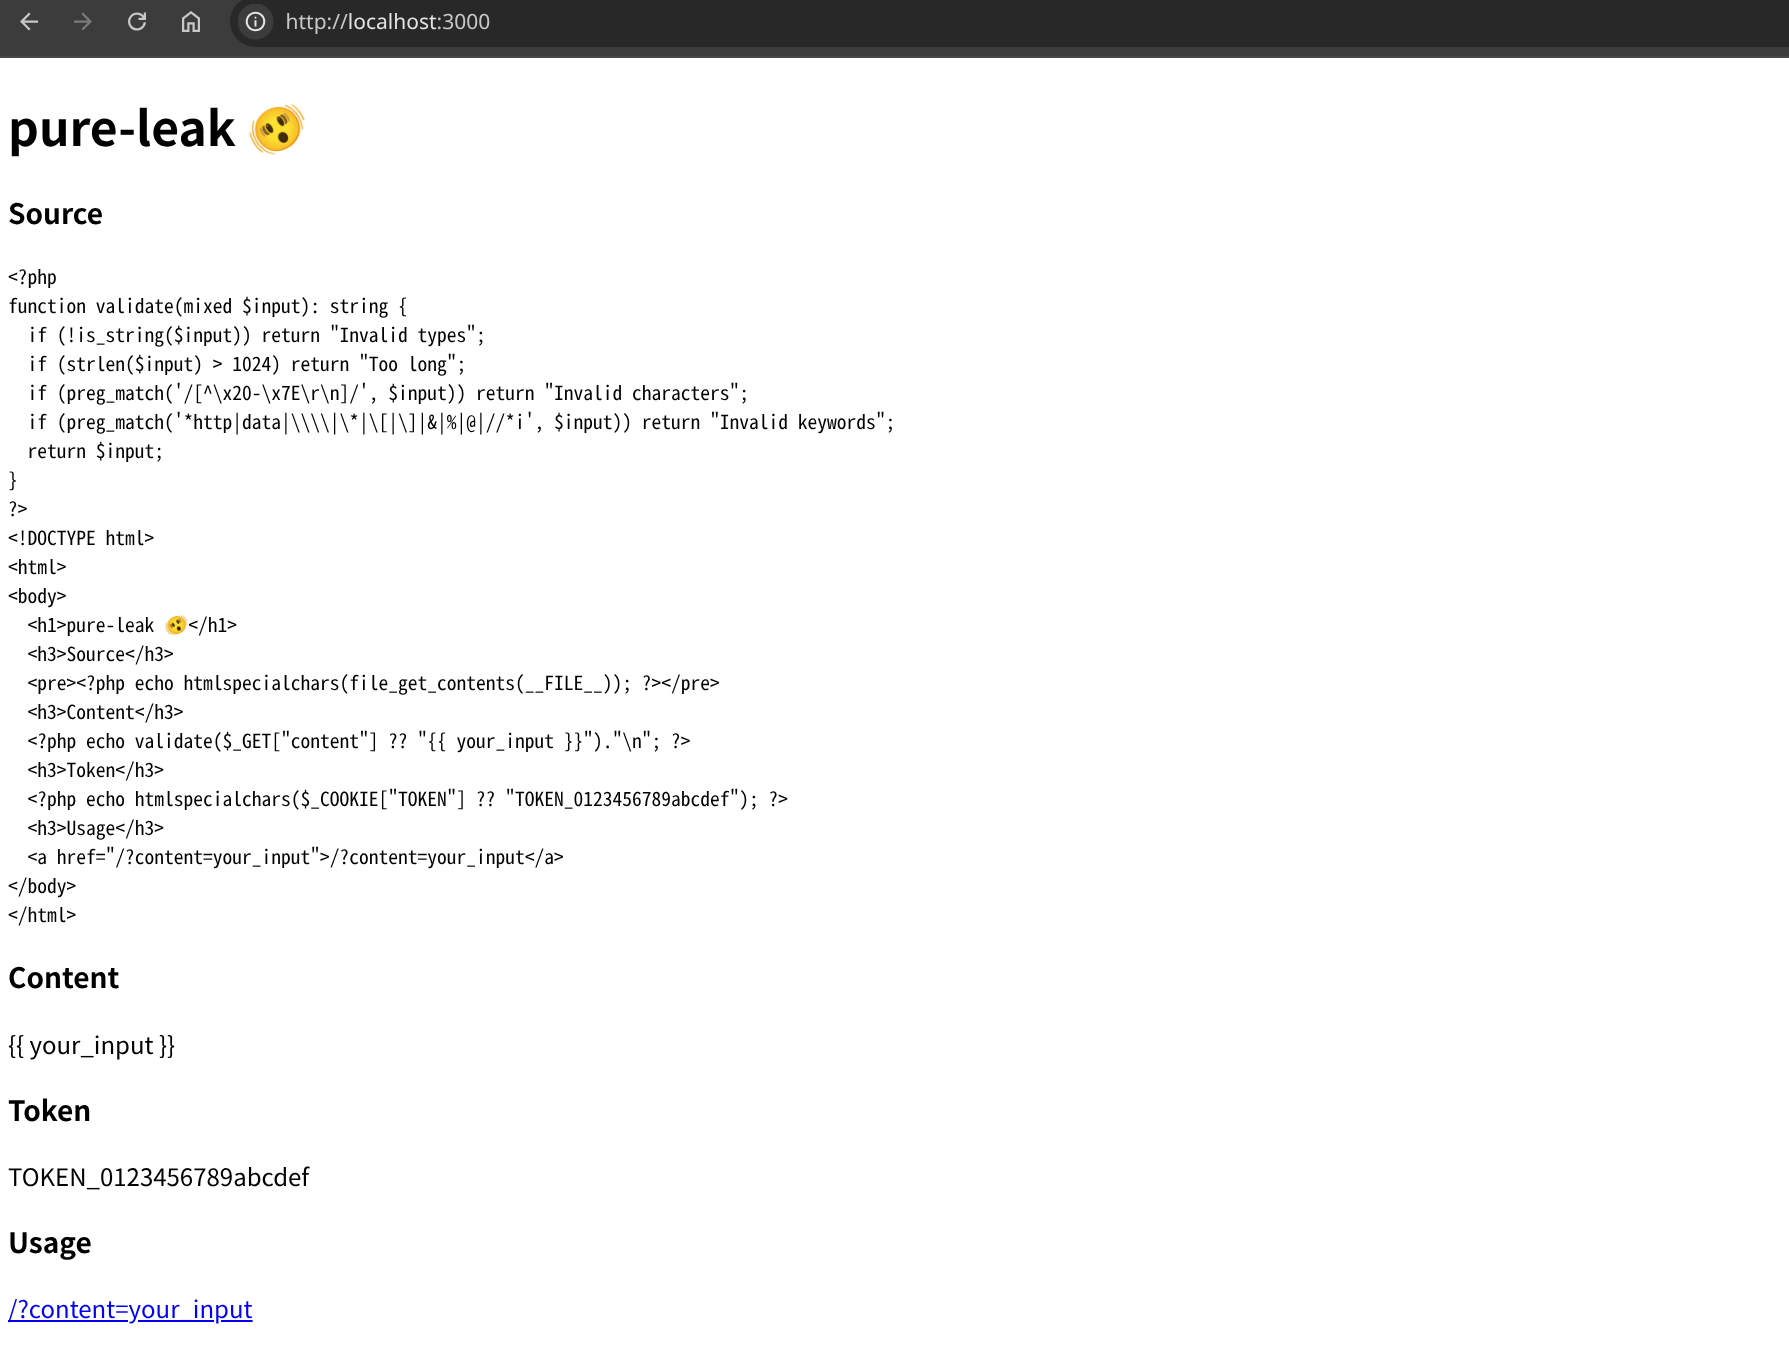 http://localhost:3000
pure-leak 🫨
Source
<?php
function validate(mixed $input): string {
  if (!is_string($input)) return "Invalid types";
  if (strlen($input) > 1024) return "Too long";
  if (preg_match('/[^\x20-\x7E\r\n]/', $input)) return "Invalid characters";
  if (preg_match('*http|data|\\\\|\*|\[|\]|&|%|@|//*i', $input)) return "Invalid keywords";
  return $input;
}
?>
<!DOCTYPE html>
<html>
<body>
  <h1>pure-leak 🫨</h1>
  <h3>Source</h3>
  <pre><?php echo htmlspecialchars(file_get_contents(__FILE__)); ?></pre>
  <h3>Content</h3>
  <?php echo validate($_GET["content"] ?? "{{ your_input }}")."\n"; ?>
  <h3>Token</h3>
  <?php echo htmlspecialchars($_COOKIE["TOKEN"] ?? "TOKEN_0123456789abcdef"); ?>
  <h3>Usage</h3>
  <a href="/?content=your_input">/?content=your_input</a>
</body>
</html>
Content
{{ your_input }}
Token
TOKEN_0123456789abcdef
Usage
/?content=your_input